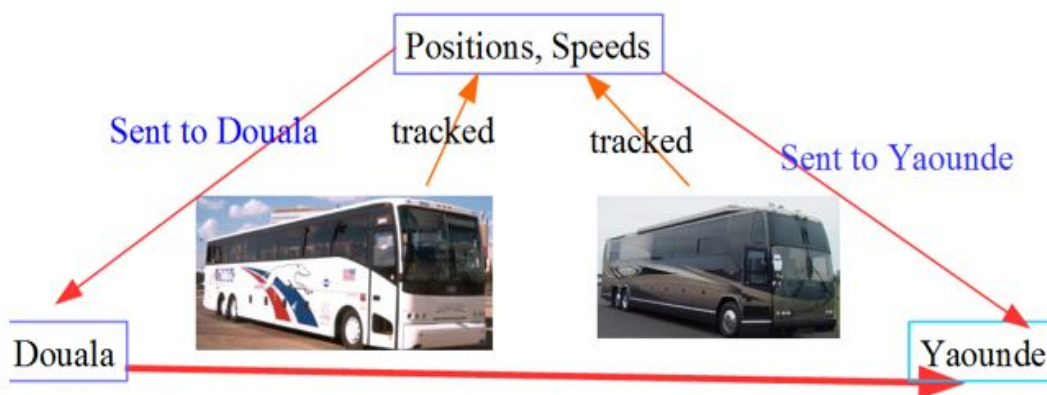 Positions, Speeds
Sent to Douala
tracked
tracked
Sent to Yaounde
Douala
Yaounde